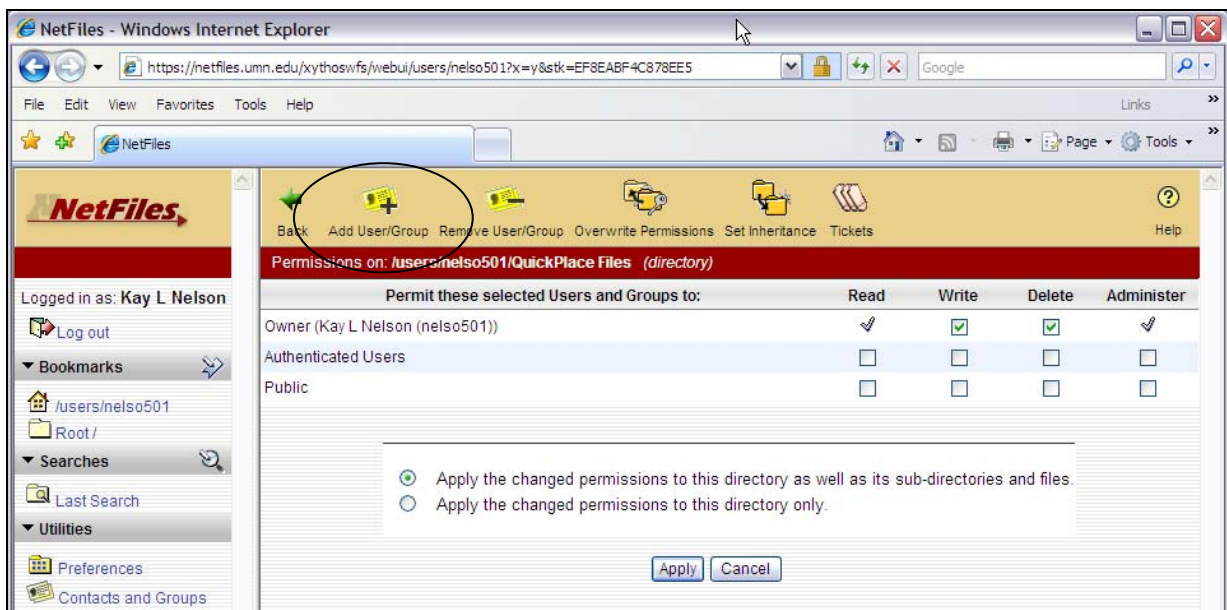 NetFiles - Windows Internet Explorer
https://netfiles.umn.edu/xythoswfs/webui/users/nelso501?x=y&stk=EF8EABF4C878EE5
Google
File Edit View Favorites Tools Help
Links
NetFiles
Page Tools
NetFiles
Back Add User/Group Remove User/Group Overwrite Permissions Set Inheritance Tickets Help
Permissions on: /users/nelso501/QuickPlace Files (directory)
Logged in as: Kay L Nelson
Log out
Bookmarks
/users/nelso501
Root /
Searches
Last Search
Utilities
Preferences
Contacts and Groups
Permit these selected Users and Groups to: Read Write Delete Administer
Owner (Kay L Nelson (nelso501))
Authenticated Users
Public
Apply the changed permissions to this directory as well as its sub-directories and files.
Apply the changed permissions to this directory only.
Apply Cancel